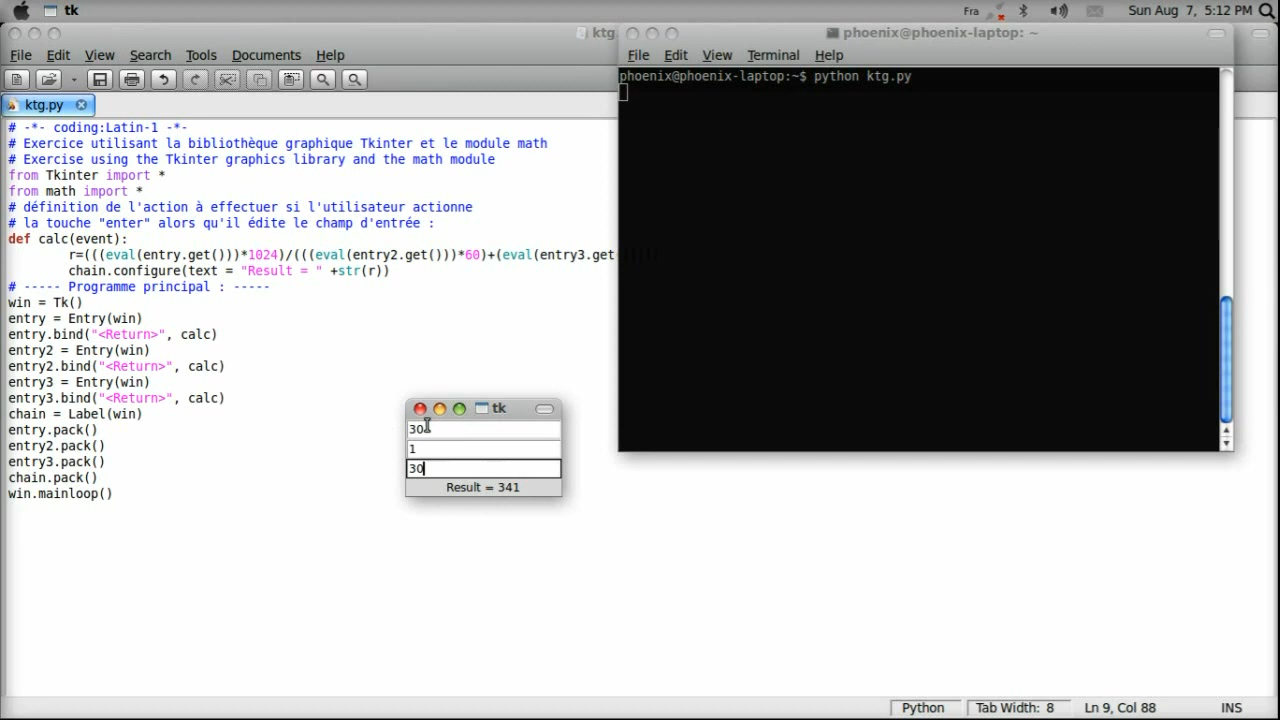 tk
Fra
Sun Aug 7, 5:12 PM
ktg.
File Edit View Search Tools Documents Help
ktg.py
# -*- coding:Latin-1 -*-
# Exercice utilisant la bibliothèque graphique Tkinter et le module math
# Exercise using the Tkinter graphics library and the math module
from Tkinter import *
from math import *
# définition de l'action à effectuer si l'utilisateur actionne
# la touche "enter" alors qu'il édite le champ d'entrée :
def calc(event):
r=(((eval(entry.get()))*1024)/(((eval(entry2.get()))*60)+(eval(entry3.get
chain.configure(text = "Result = " +str(r))
# ----- Programme principal : -----
win = Tk()
entry = Entry(win)
entry.bind("<Return>", calc)
entry2 = Entry(win)
entry2.bind("<Return>", calc)
entry3 = Entry(win)
entry3.bind("<Return>", calc)
chain = Label(win)
entry.pack()
entry2.pack()
entry3.pack()
chain.pack()
win.mainloop()
phoenix@phoenix-laptop: ~
File Edit View Terminal Help
phoenix@phoenix-laptop:~$ python ktg.py
tk
30
1
30
Result = 341
Python
Tab Width: 8
Ln 9, Col 88
INS